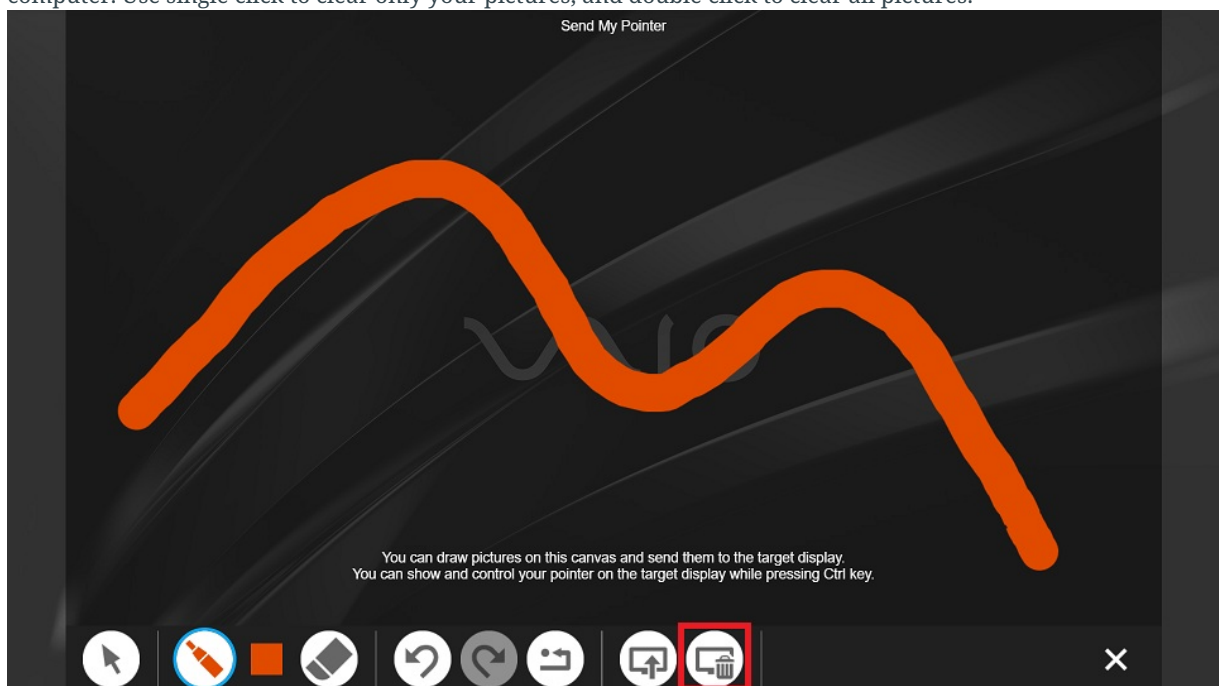 computer. Use single click to clear only your pictures, and double click to clear all pictures.
Send My Pointer
VAIO
You can draw pictures on this canvas and send them to the target display.
You can show and control your pointer on the target display while pressing Ctrl key.